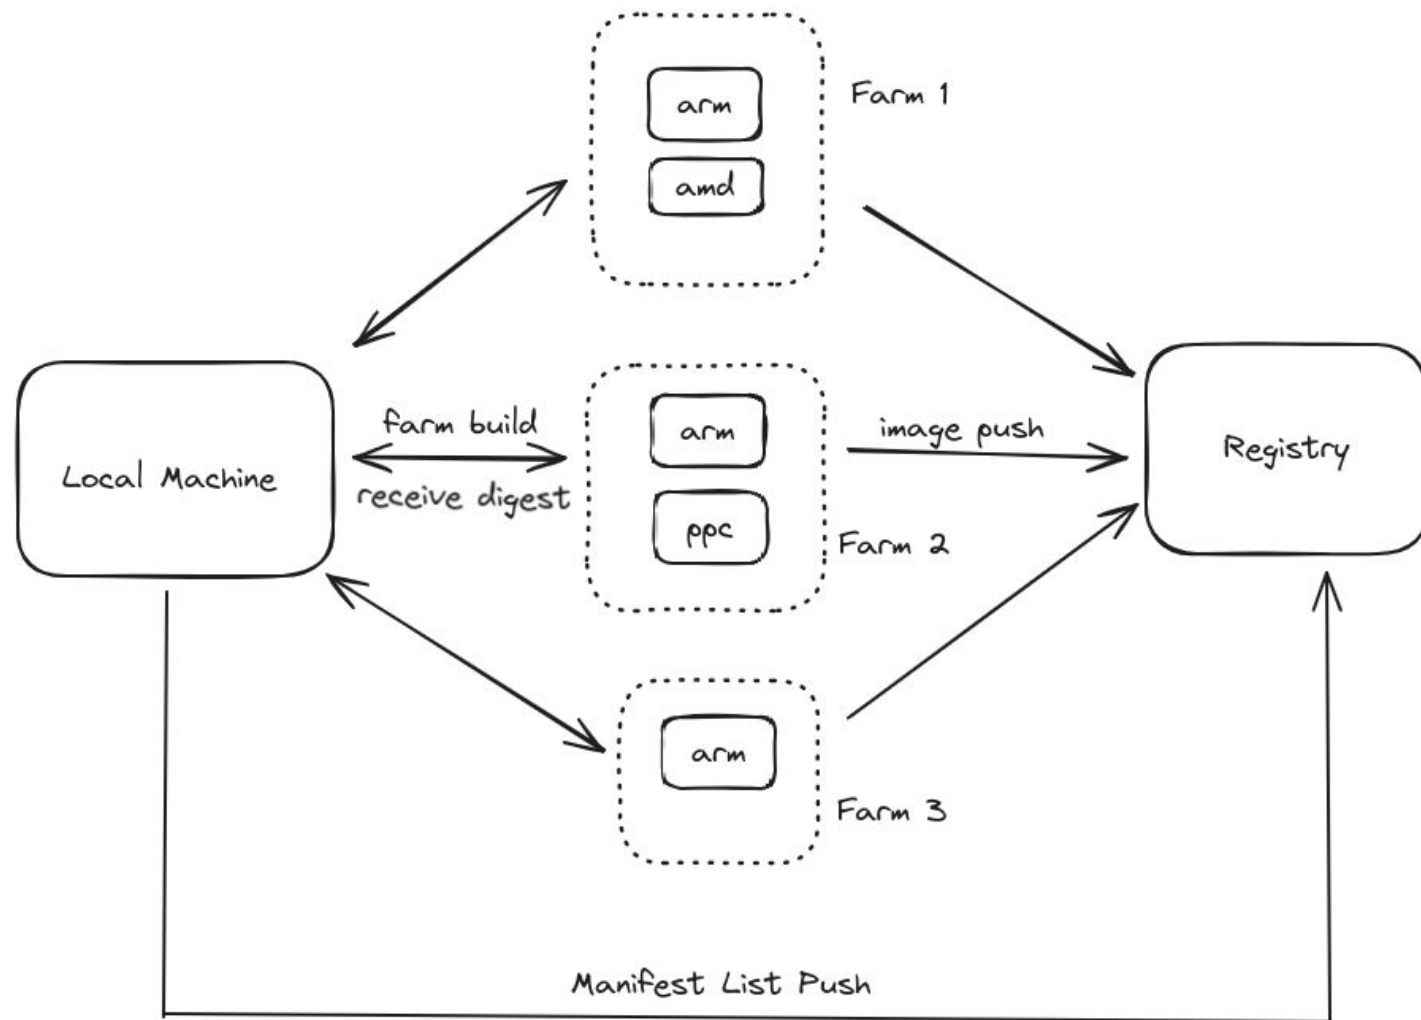 arm
Farm 1
amd
farm build
arm
image push
Registry
Local Machine
receive digest
ppc
Farm 2
arm
Farm 3
Manifest List Push